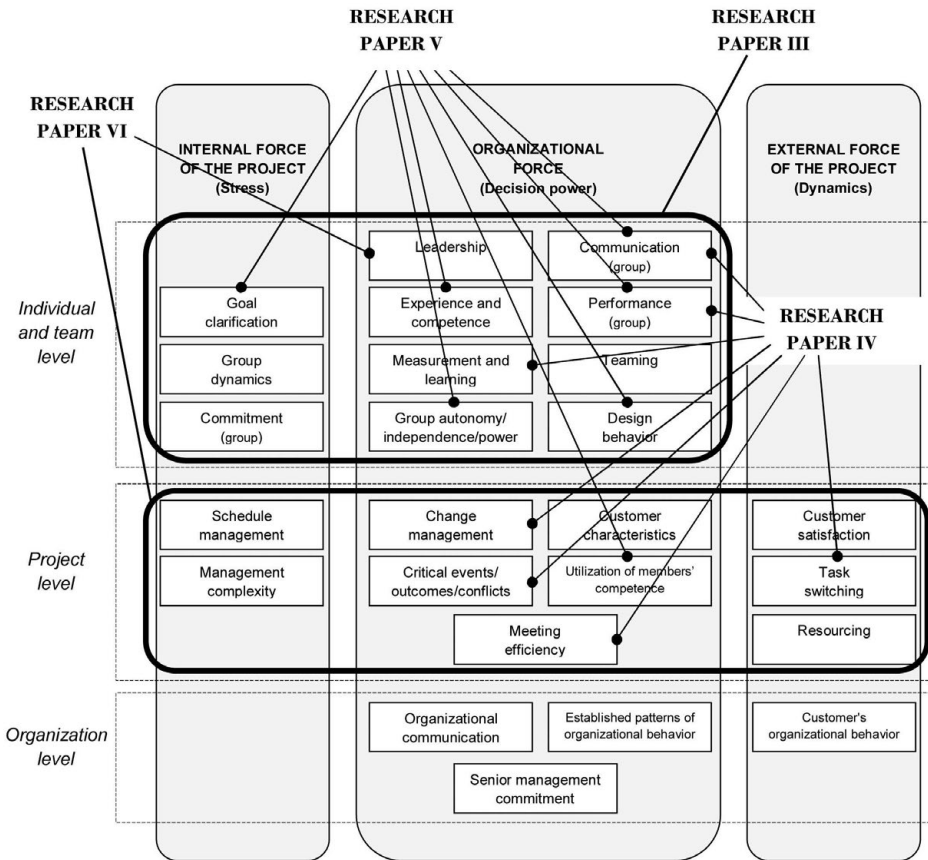 RESEARCH
PAPER V
RESEARCH
PAPER III
RESEARCH
PAPER VI
INTERNAL FORCE
OF THE PROJECT
(Stress)
ORGANIZATIONAL
FORCE
(Decision power)
EXTERNAL FORCE
OF THE PROJECT
(Dynamics)
Individual
and team
level
Leadership
Communication
(group)
Goal
clarification
Experience and
competence
Performance
(group)
Group
dynamics
Measurement and
learning
Teaming
Commitment
(group)
Group autonomy/
independence/power
Design
behavior
RESEARCH
PAPER IV
Project
level
Schedule
management
Change
management
Customer
characteristics
Customer
satisfaction
Management
complexity
Critical events/
outcomes/conflicts
Utilization of members'
competence
Task
switching
Meeting
efficiency
Resourcing
Organization
level
Organizational
communication
Established patterns of
organizational behavior
Customer's
organizational behavior
Senior management
commitment